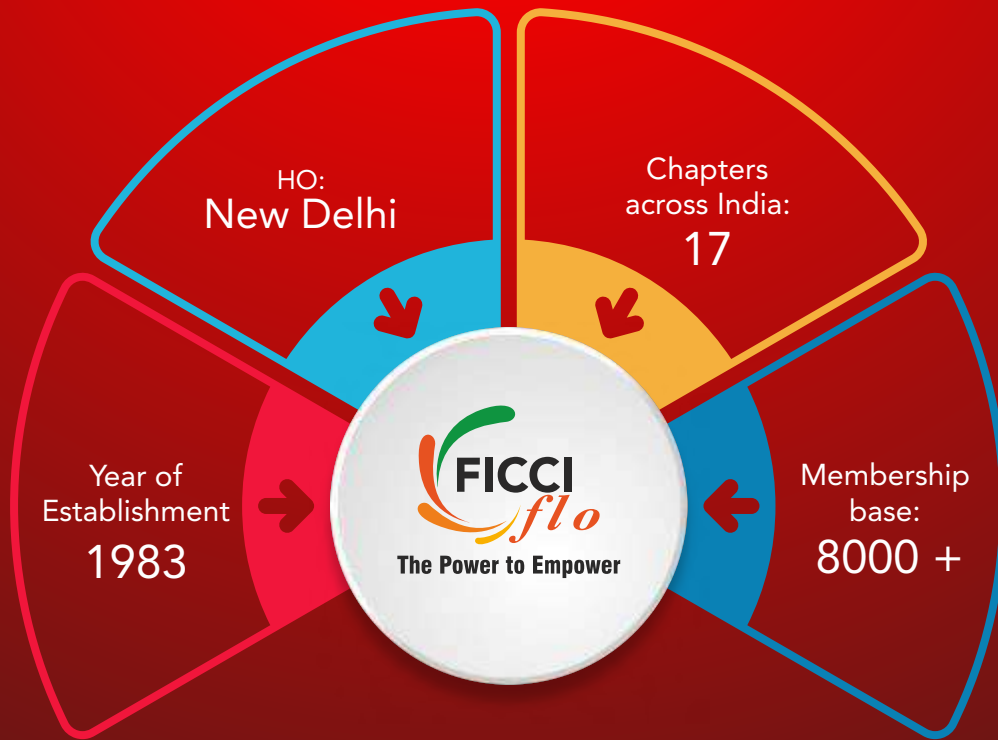 HO:
New Delhi
Chapters
across India:
17
Year of
Establishment
1983
FICCI
flo
The Power to Empower
Membership
base:
8000 +